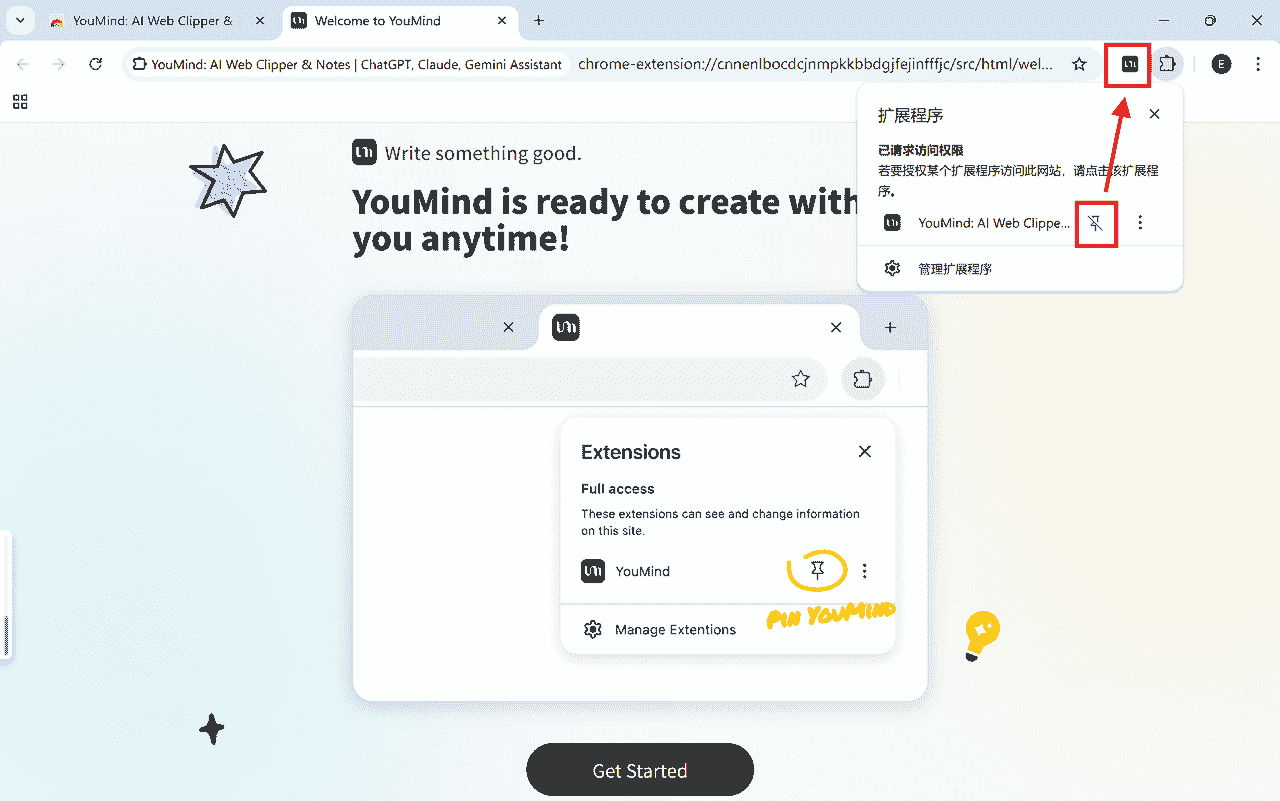 YouMind: AI Web Clipper &
Welcome to YouMind
YouMind: AI Web Clipper & Notes | ChatGPT, Claude, Gemini Assistant
chrome-extension://cnnenlbocdcjnmpkkbbdgjfejinfffjc/src/html/wel...
E
扩展程序
已请求访问权限
若要授权某个扩展程序访问此网站，请点击该扩展程
序。
YouMind: AI Web Clippe...
管理扩展程序
Write something good.
YouMind is ready to create with
you anytime!
Extensions
Full access
These extensions can see and change information
on this site.
YouMind
PIN YOUMIND
Manage Extentions
Get Started